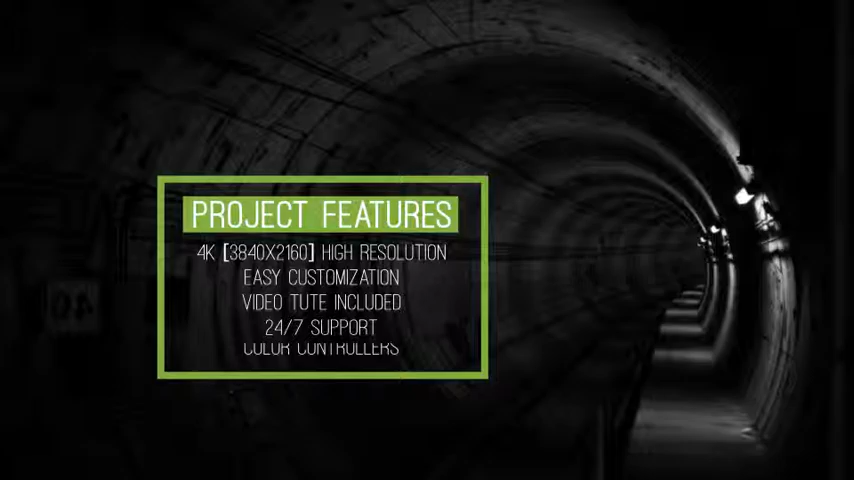 PROJECT FEATURES
4K [3840X2160] HIGH RESOLUTION
EASY CUSTOMIZATION
VIDEO TUTE INCLUDED
24/7 SUPPORT
COLOR CONTROLLERS